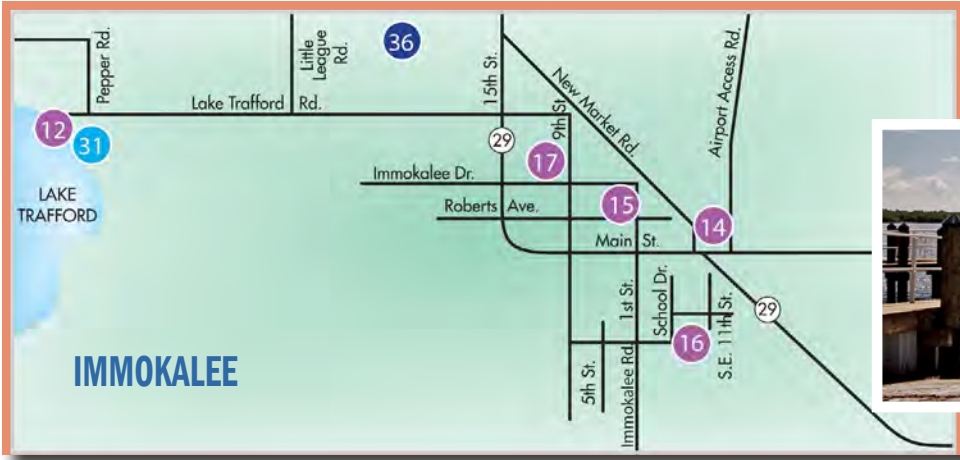 Pepper Rd.
Little
League
Rd.
36
15th St.
New Market Rd.
Airport Access Rd.
Lake Trafford Rd.
9th St.
12
31
29
17
Immokalee Dr.
LAKE
TRAFFORD
Roberts Ave.
15
14
Main St.
1st St.
School Dr.
S.E. 11th St.
29
16
5th St.
Immokalee Rd.
IMMOKALEE